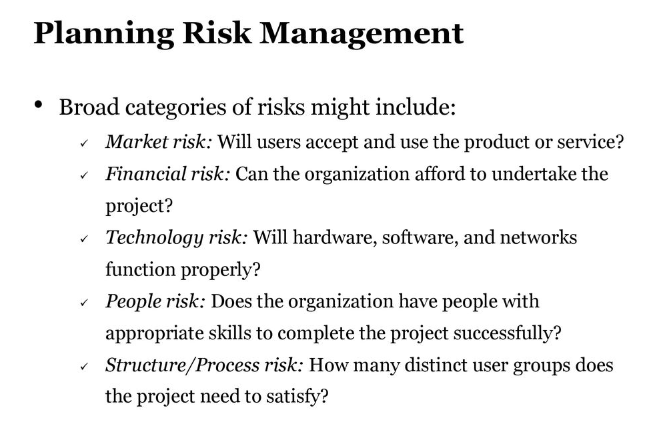 Planning Risk Management
• Broad categories of risks might include:
✓ Market risk: Will users accept and use the product or service?
✓ Financial risk: Can the organization afford to undertake the
project?
✓ Technology risk: Will hardware, software, and networks
function properly?
✓ People risk: Does the organization have people with
appropriate skills to complete the project successfully?
✓ Structure/Process risk: How many distinct user groups does
the project need to satisfy?